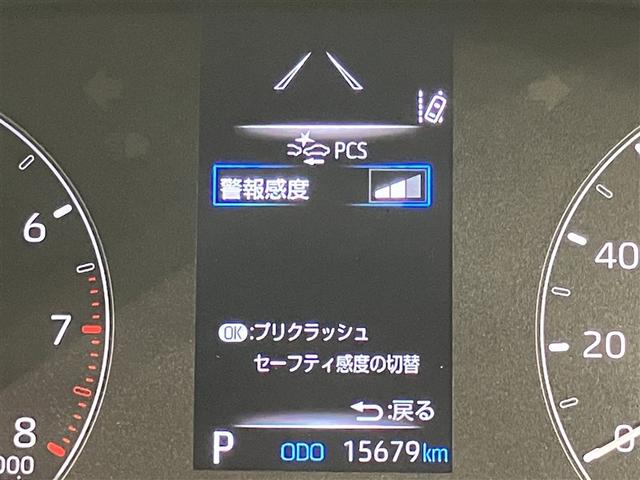 PCS
警報感度
6
7
8
000
40
20
0
OK:プリクラッシュ
セーフティ感度の切替
:戻る
P ODO 15679km